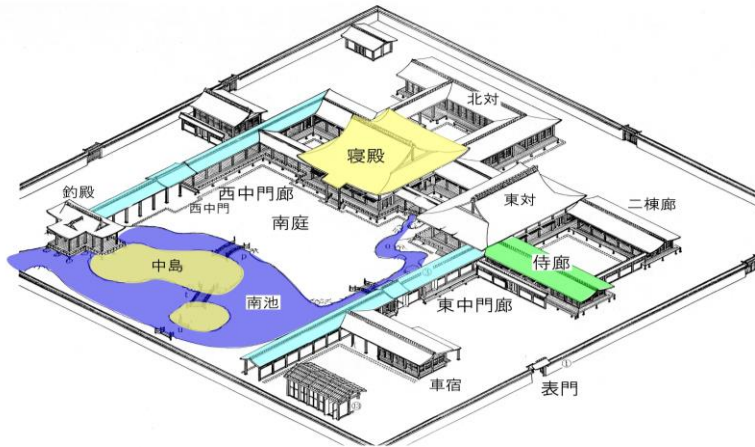 北対
寝殿
釣殿
西中門廊
西中門
東対
二棟廊
南庭
中島
侍廊
南池
東中門廊
車宿
表門
①